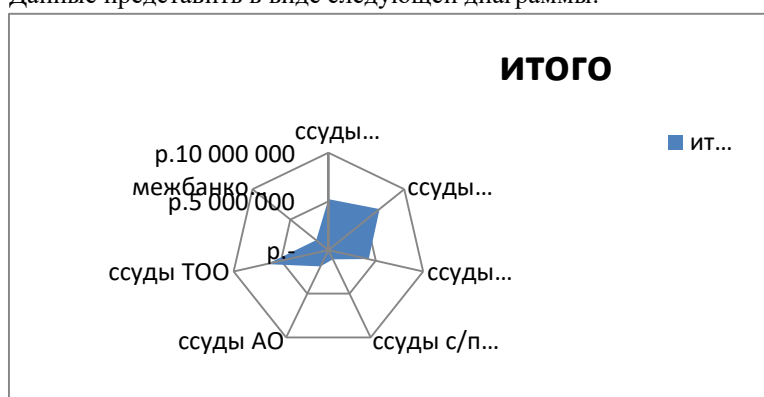 Данные представить в виде следующей диаграммы:
итого
ссуды…
р.10 000 000
ит…
межбанко…
ссуды…
р.5 000 000
р.-
ссуды ТОО
ссуды…
ссуды АО
ссуды с/п…